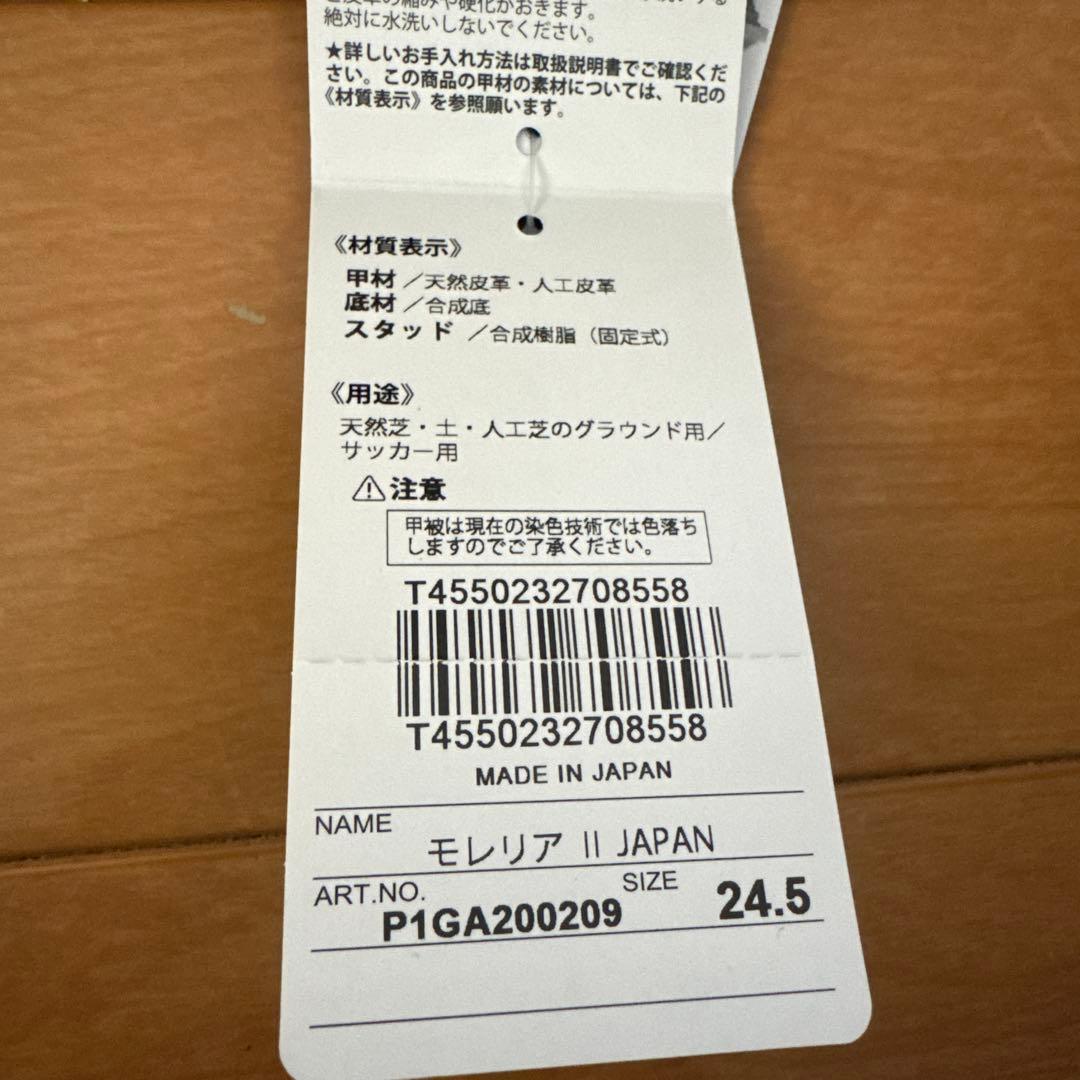 絶対に水洗いしないでください。
★詳しいお手入れ方法は取扱説明書でご確認くだ
さい。この商品の甲材の素材については、下記の
《材質表示》を参照願います。
《材質表示》
甲材／天然皮革・人工皮革
底材／合成底
スタッド／合成樹脂（固定式）
《用途》
天然芝・土・人工芝のグラウンド用／
サッカー用
⚠注意
甲被は現在の染色技術では色落ち
しますのでご了承ください。
T4550232708558
T4550232708558
MADE IN JAPAN
NAME
モレリア II JAPAN
ART.NO.
SIZE
P1GA200209
24.5